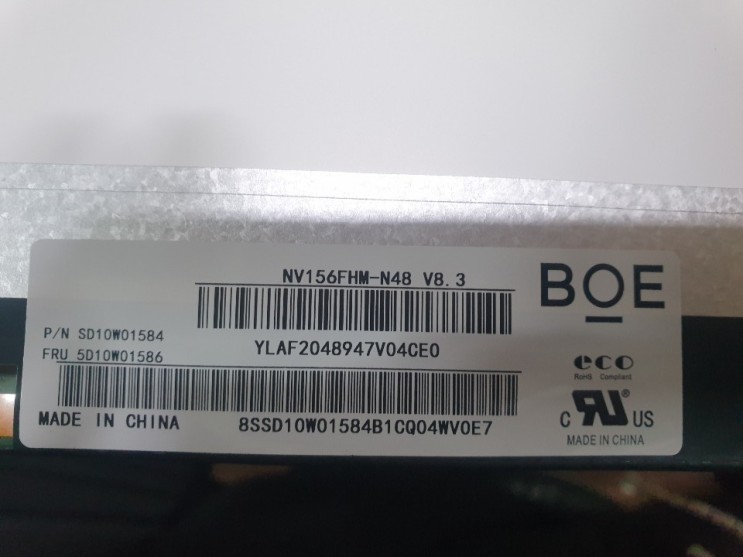 NV156FHM-N48 V8.3
BOE
P/N SD10W01584
YLAF2048947V04CE0
FRU 5D10W01586
eco
RoHS Compliant
MADE IN CHINA
8SSD10W01584B1CQ04WV0E7
C RU® US
MADE IN CHINA